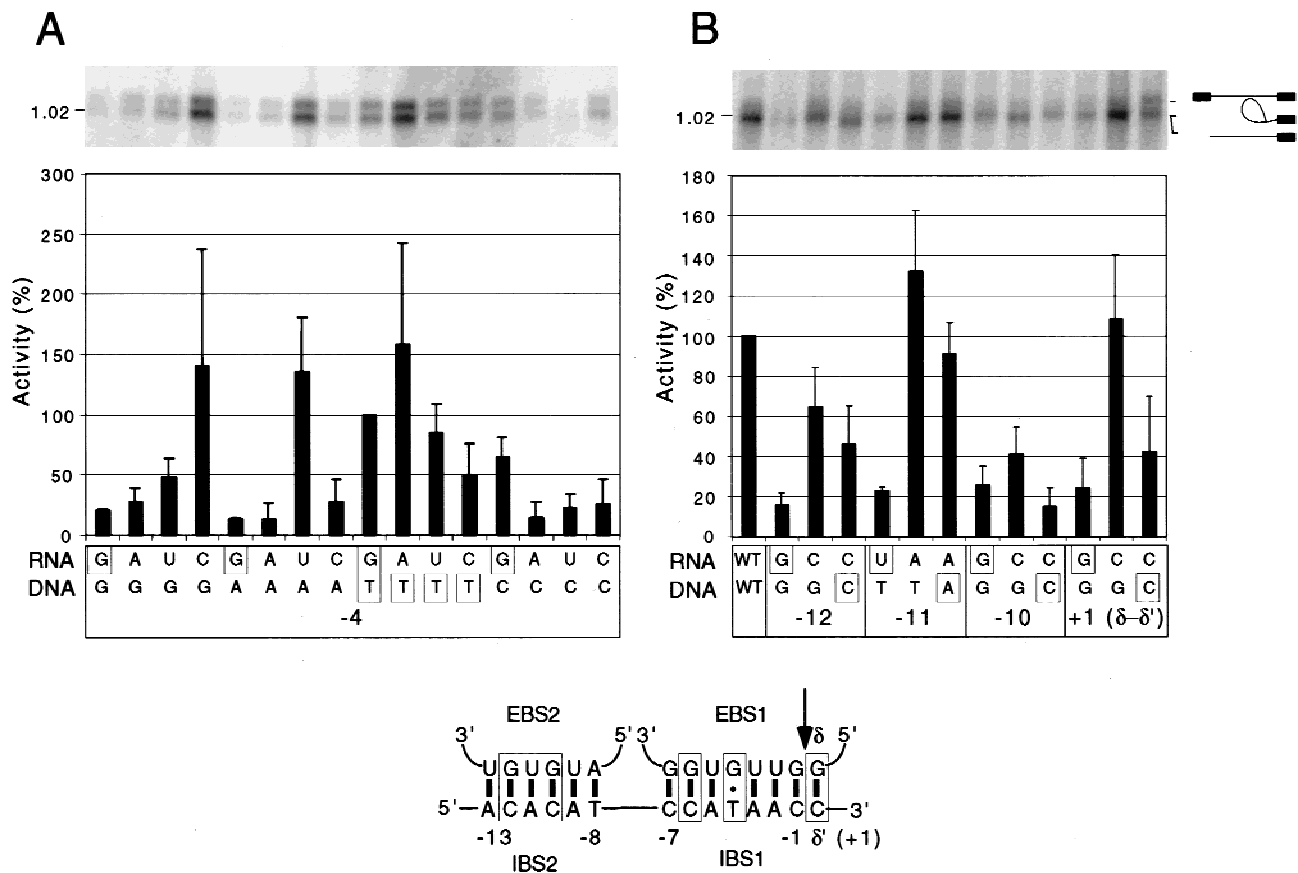 A
B
1.02
1.02
300
250
200
150
100
50
0
Activity (%)
180
160
140
120
100
80
60
40
20
0
Activity (%)
RNA G A U C G A U C G A U C G A U C
DNA G G G G A A A A T T T T C C C C
-4
RNA WT G C C U A A G C C G C C
DNA WT G G C T T A G G C G G C
-12 -11 -10 +1 (δ–δ')
EBS2 EBS1
3' 5' 3' δ 5'
U G U G U A G G U G U U G G
5' A C A C A T C C A T A A C C 3'
-13 -8 -7 -1 δ' (+1)
IBS2 IBS1